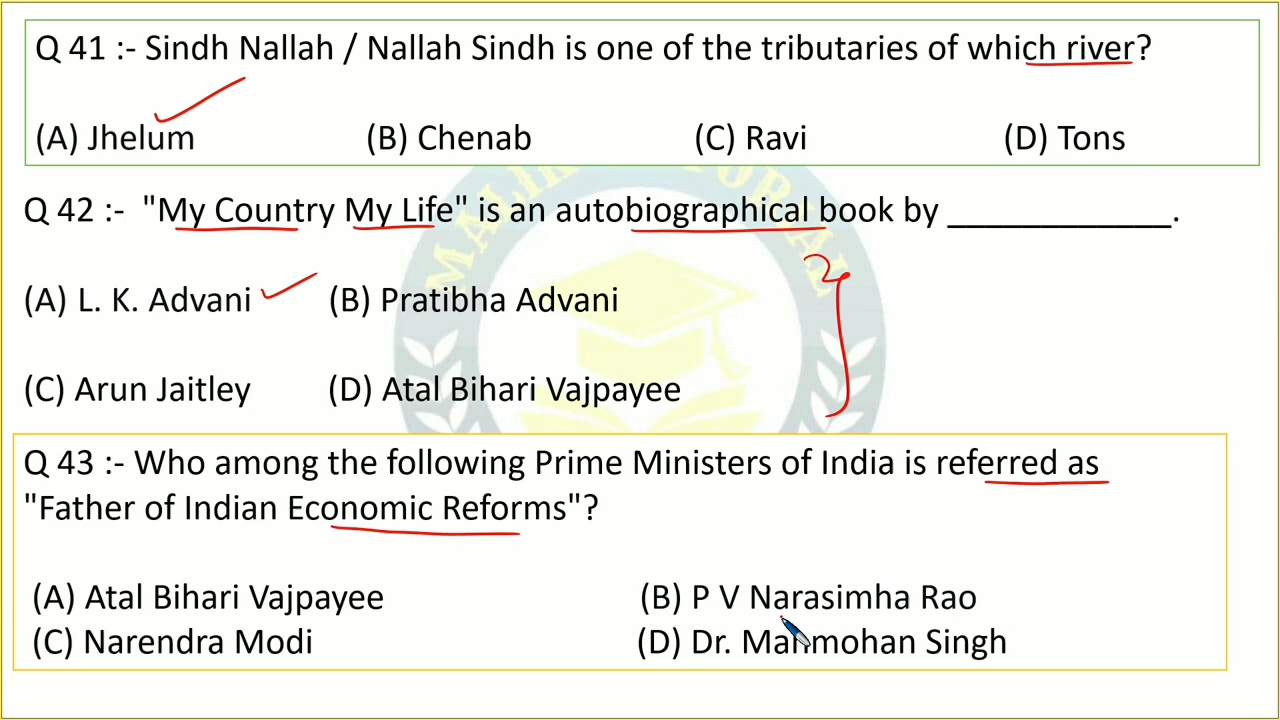 Q 41 :- Sindh Nallah / Nallah Sindh is one of the tributaries of which river?
(A) Jhelum (B) Chenab (C) Ravi (D) Tons
Q 42 :- "My Country My Life" is an autobiographical book by ____________.
(A) L. K. Advani (B) Pratibha Advani
(C) Arun Jaitley (D) Atal Bihari Vajpayee
Q 43 :- Who among the following Prime Ministers of India is referred as
"Father of Indian Economic Reforms"?
(A) Atal Bihari Vajpayee (B) P V Narasimha Rao
(C) Narendra Modi (D) Dr. Manmohan Singh